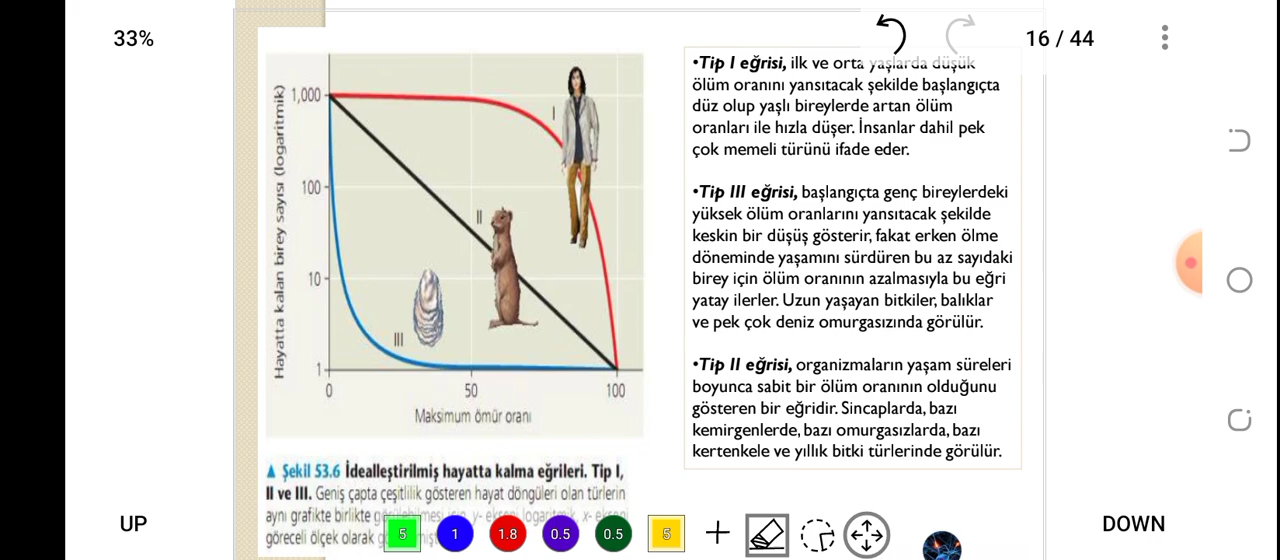 33%
16 / 44
Hayatta kalan birey sayısı (logaritmik)
1,000
100
10
1
I
II
III
0
50
100
Maksimum ömür oranı
▲ Şekil 53.6 İdealleştirilmiş hayatta kalma eğrileri. Tip I,
II ve III. Geniş çapta çeşitlilik gösteren hayat döngüleri olan türlerin
aynı grafikte birlikte görülebilmesi için, y- ekseni logaritmik, x- ekseni
göreceli ölçek olarak
•Tip I eğrisi, ilk ve orta yaşlarda düşük
ölüm oranını yansıtacak şekilde başlangıçta
düz olup yaşlı bireylerde artan ölüm
oranları ile hızla düşer. İnsanlar dahil pek
çok memeli türünü ifade eder.
•Tip III eğrisi, başlangıçta genç bireylerdeki
yüksek ölüm oranlarını yansıtacak şekilde
keskin bir düşüş gösterir, fakat erken ölme
döneminde yaşamını sürdüren bu az sayıdaki
birey için ölüm oranının azalmasıyla bu eğri
yatay ilerler. Uzun yaşayan bitkiler, balıklar
ve pek çok deniz omurgasızında görülür.
•Tip II eğrisi, organizmaların yaşam süreleri
boyunca sabit bir ölüm oranının olduğunu
gösteren bir eğridir. Sincaplarda, bazı
kemirgenlerde, bazı omurgasızlarda, bazı
kertenkele ve yıllık bitki türlerinde görülür.
UP
5
1
1.8
0.5
0.5
5
DOWN